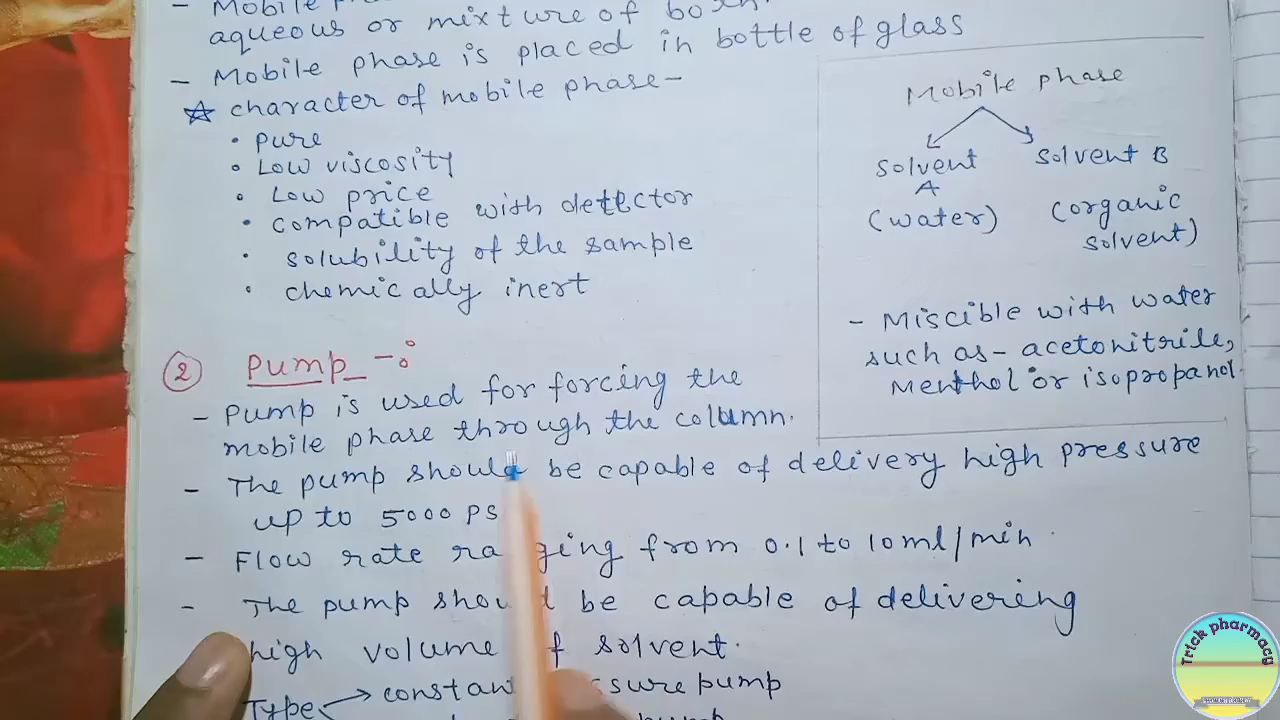 - Mobile
aqueous or mixture of both
- Mobile phase is placed in bottle of glass
☆ character of mobile phase-
• pure
• Low viscosity
• Low price
• compatible with detector
• solubility of the sample
• chemically inert
Mobile phase
solvent A
(water)
solvent B
(organic solvent)
- Miscible with water
such as - acetonitrile,
Menthol or isopropanol
② Pump -:
- Pump is used for forcing the
mobile phase through the column.
- The pump should be capable of delivery high pressure
up to 5000 PS
- Flow rate ra ging from 0.1 to 10ml/min.
- The pump shou d be capable of delivering
high volume f solvent.
Type → constan ssure pump
pump
Trick pharmacy